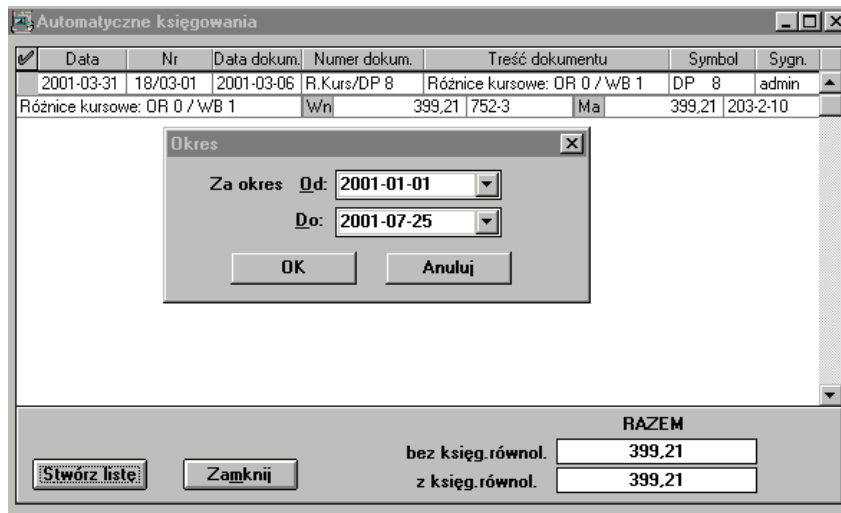 Automatyczne księgowania
Data Nr Data dokum. Numer dokum. Treść dokumentu Symbol Sygn.
2001-03-31 18/03-01 2001-03-06 R.Kurs/DP 8 Różnice kursowe: OR 0 / WB 1 DP 8 admin
Różnice kursowe: OR 0 / WB 1 Wn 399,21 752-3 Ma 399,21 203-2-10
Okres
Za okres Od: 2001-01-01
Do: 2001-07-25
OK Anuluj
RAZEM
bez księg.równol. 399,21
Stwórz listę Zamknij
z księg.równol. 399,21